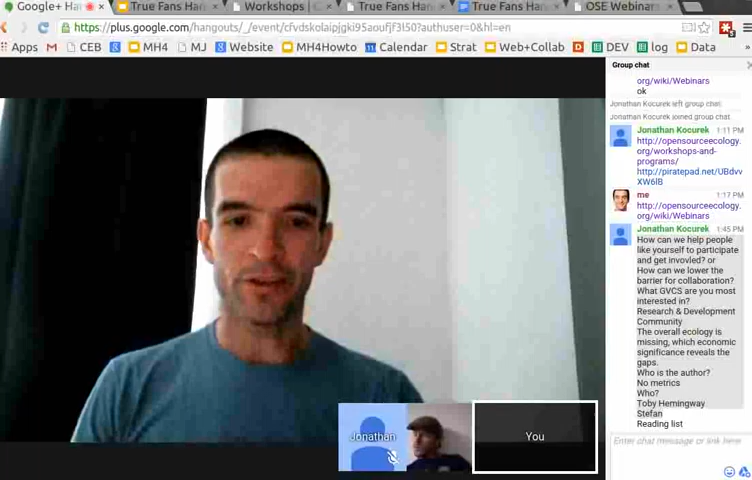 Google+ Ha
True Fans Han
Workshops |
True Fans Han
True Fans Han
OSE Webinars
https://plus.google.com/hangouts/_/event/cfvdskolaipjgki95aoufjf3l50?authuser=0&hl=en
Apps M CEB MH4 MJ Website MH4Howto Calendar Strat Web+Collab DEV log Data
Group chat
org/wiki/Webinars
ok
Jonathan Kocurek left group chat.
Jonathan Kocurek joined group chat.
Jonathan Kocurek 1:11 PM
http://opensourceecology.
org/workshops-and-
programs/
http://piratepad.net/UBdvv
XW6lB
me 1:17 PM
http://opensourceecology.
org/wiki/Webinars
Jonathan Kocurek 1:45 PM
How can we help people
like yourself to participate
and get invovled? or
How can we lower the
barrier for collaboration?
What GVCS are you most
interested in?
Research & Development
Community
The overall ecology is
missing, which economic
significance reveals the
gaps.
Who is the author?
No metrics
Who?
Toby Hemingway
Stefan
Reading list
Jonathan
You
Enter chat message or link here